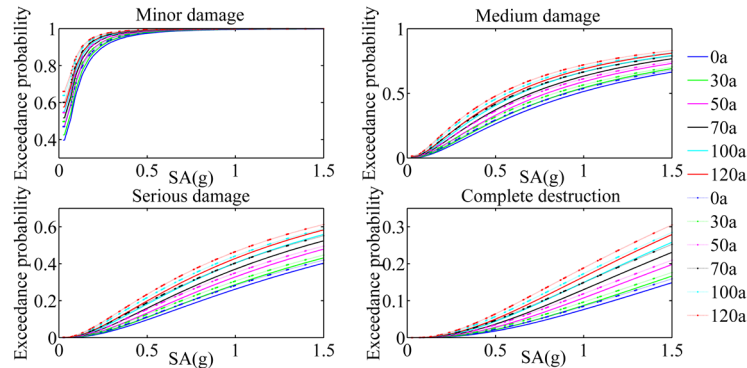 Minor damage
Exceedance probability
1
0.8
0.6
0.4
0
0.5
1
1.5
SA(g)
Medium damage
Exceedance probability
1
0.5
0
0
0.5
1
1.5
SA(g)
Serious damage
Exceedance probability
0.6
0.4
0.2
0
0
0.5
1
1.5
SA(g)
Complete destruction
Exceedance probability
0.3
0.2
0.1
0
0
0.5
1
1.5
SA(g)
0a
30a
50a
70a
100a
120a
0a
30a
50a
70a
100a
120a